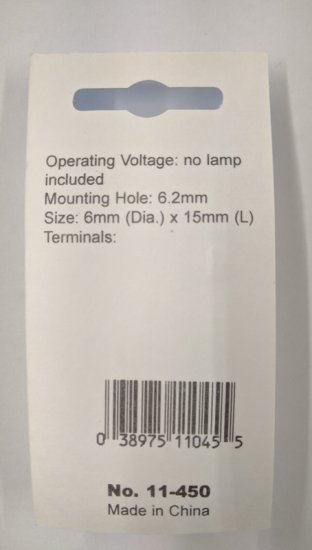 Operating Voltage: no lamp
included
Mounting Hole: 6.2mm
Size: 6mm (Dia.) x 15mm (L)
Terminals:
0 38975 11045 5
No. 11-450
Made in China